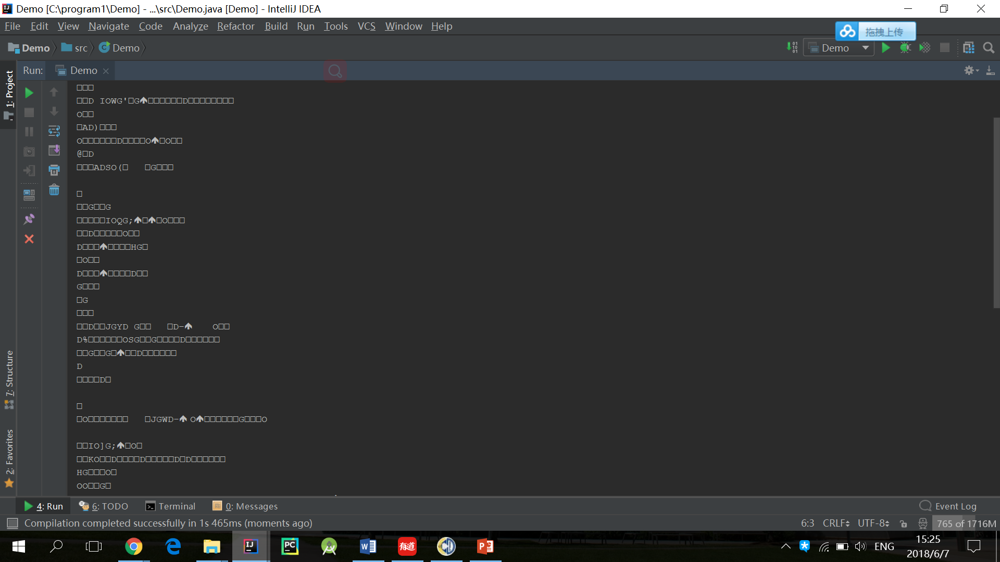 Demo [C:\program1\Demo] - ...\src\Demo.java [Demo] - IntelliJ IDEA
File Edit View Navigate Code Analyze Refactor Build Run Tools VCS Window Help
拖拽上传
Demo src Demo
Demo
Run: Demo
1: Project
7: Structure
2: Favorites
□□□
□□D IOWG'□G↑□□□□□□D□□□□□□□□
O□□
□AD)□□□
O□□□□□□D□□□□O↑□O□□
@□D
□□□ADSO(□   □G□□□
□
□□G□□G
□□□□□IOQG;↑□↑□O□□□
□□D□□□□□O□□
D□□□↑□□□□HG□
□O□□
D□□□↑□□□□D□□
G□□□
□G
□□□
□□D□□JGYD G□□   □D-↑    O□□
D%□□□□□□OSG□□G□□□□D□□□□□□
□□G□□G□↑□□D□□□□□□
D
□□□□D□
□
□O□□□□□□□   □JGWD-↑ O↑□□□□□□G□□□O
□□IO]G;↑□O□
□□KO□□D□□□□D□□□□□D□D□□□□□□
HG□□□O□
OO□□G□
4: Run 6: TODO Terminal 0: Messages Event Log
Compilation completed successfully in 1s 465ms (moments ago)
6:3 CRLF UTF-8 765 of 1716M
ENG
15:25
2018/6/7